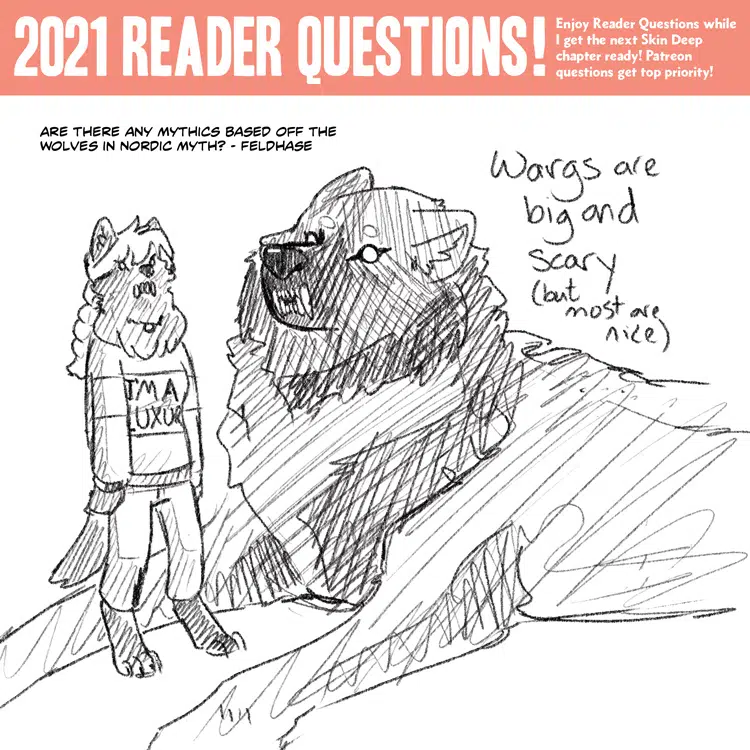 2021 READER QUESTIONS!
Enjoy Reader Questions while
I get the next Skin Deep
chapter ready! Patreon
questions get top priority!
ARE THERE ANY MYTHICS BASED OFF THE
WOLVES IN NORDIC MYTH? - FELDHASE
Wargs are
big and
scary
(but
most are
nice)
I'M A
LUXURY